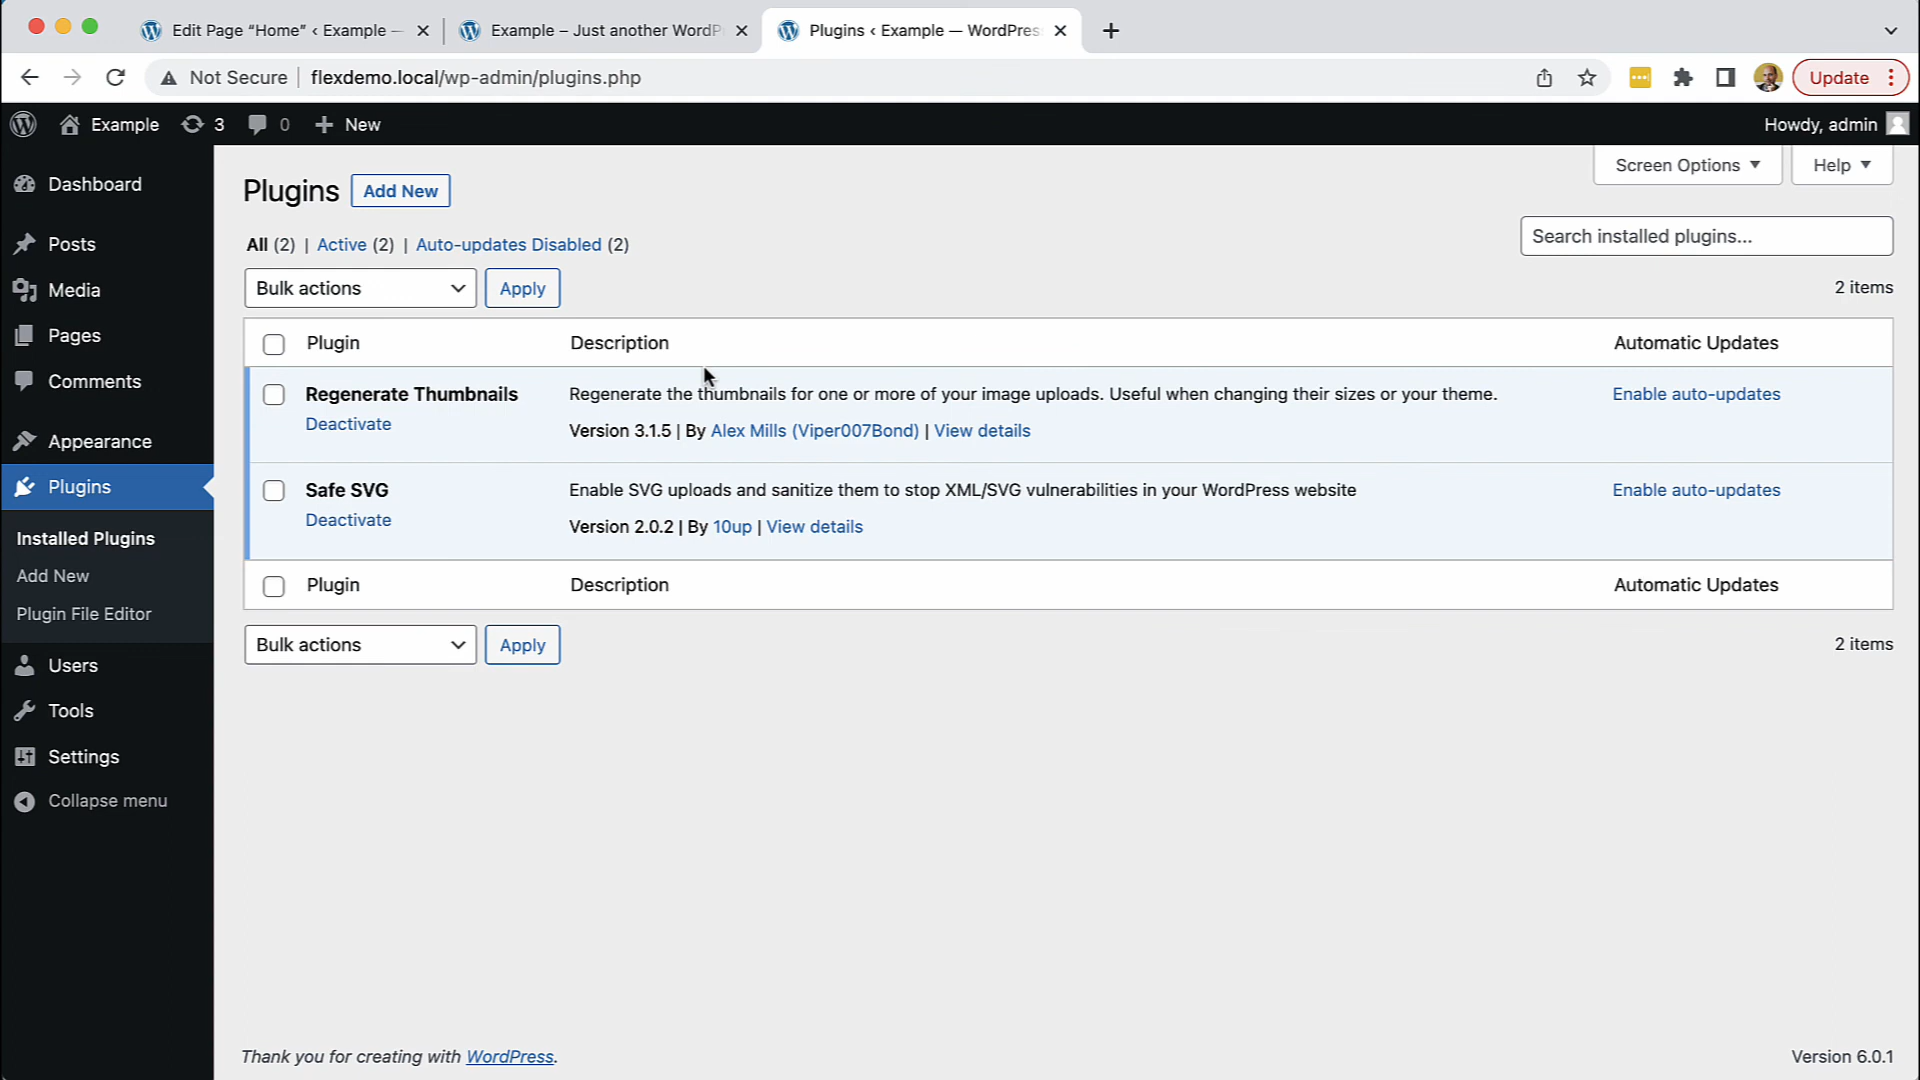 Edit Page “Home” ‹ Example —
Example – Just another WordP
Plugins ‹ Example — WordPres
Not Secure flexdemo.local/wp-admin/plugins.php
Update
Example 3 0 New
Howdy, admin
Screen Options Help
Dashboard
Posts
Media
Pages
Comments
Appearance
Plugins
Installed Plugins
Add New
Plugin File Editor
Users
Tools
Settings
Collapse menu
Plugins Add New
All (2) | Active (2) | Auto-updates Disabled (2)
Search installed plugins...
Bulk actions Apply
2 items
Plugin Description Automatic Updates
Regenerate Thumbnails Regenerate the thumbnails for one or more of your image uploads. Useful when changing their sizes or your theme. Enable auto-updates
Deactivate Version 3.1.5 | By Alex Mills (Viper007Bond) | View details
Safe SVG Enable SVG uploads and sanitize them to stop XML/SVG vulnerabilities in your WordPress website Enable auto-updates
Deactivate Version 2.0.2 | By 10up | View details
Plugin Description Automatic Updates
Bulk actions Apply
2 items
Thank you for creating with WordPress.
Version 6.0.1